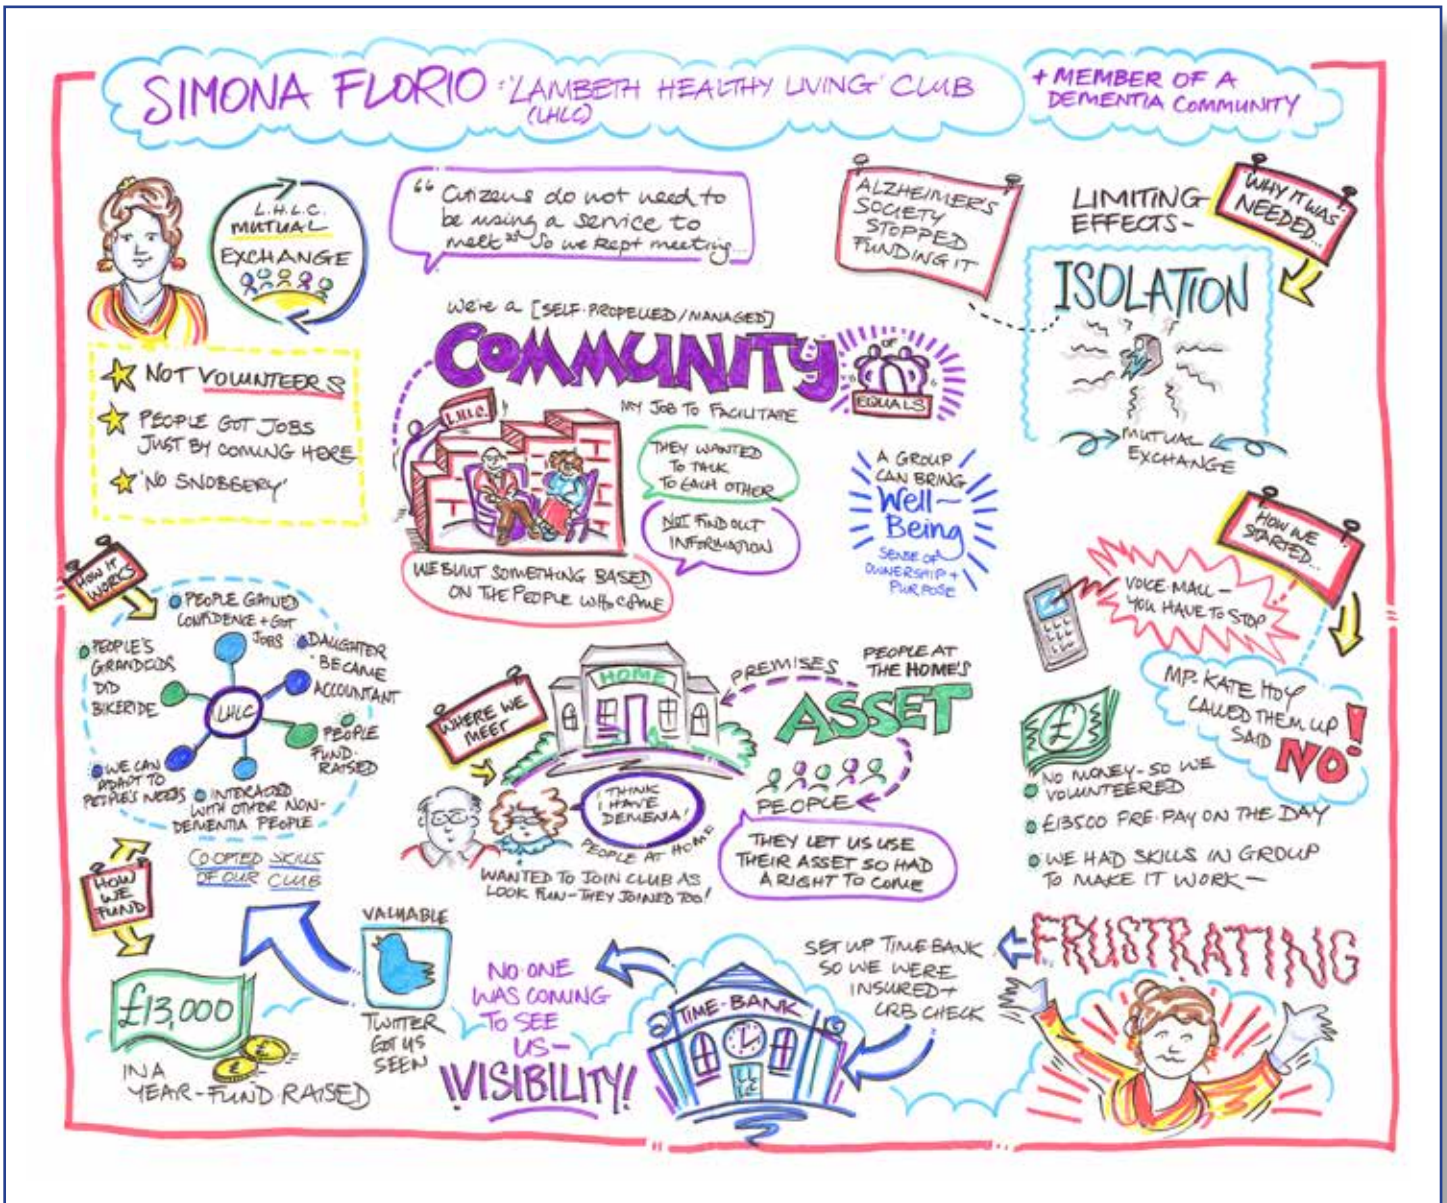 SIMONA FLORIO : 'LAMBETH HEALTHY LIVING' CLUB
(LHLC)
+ MEMBER OF A
DEMENTIA COMMUNITY
L.H.L.C.
MUTUAL
EXCHANGE
"Citizens do not need to
be using a service to
meet" So we kept meeting...
ALZHEIMER'S
SOCIETY
STOPPED
FUNDING IT
LIMITING
EFFECTS-
WHY IT WAS
NEEDED...
ISOLATION
MUTUAL
EXCHANGE
We're a [SELF-PROPELLED/MANAGED]
COMMUNITY
OF
EQUALS
MY JOB TO FACILITATE
NOT VOLUNTEERS
PEOPLE GOT JOBS
JUST BY COMING HERE
'NO SNOBBERY'
L.H.L.C.
THEY WANTED
TO TALK
TO EACH OTHER
NOT FIND OUT
INFORMATION
WE BUILT SOMETHING BASED
ON THE PEOPLE WHO COME
A GROUP
CAN BRING
Well-
Being
SENSE OF
OWNERSHIP +
PURPOSE
HOW WE
STARTED...
VOICE-MAIL -
YOU HAVE TO STOP
MP. KATE HOY
CALLED THEM UP
SAID
NO!
£
NO MONEY-SO WE
VOLUNTEERED
£135.00 PRE-PAY ON THE DAY
WE HAD SKILLS IN GROUP
TO MAKE IT WORK-
HOW IT
WORKS
PEOPLE GAINED
CONFIDENCE + GOT
JOBS
DAUGHTER
BECAME
ACCOUNTANT
PEOPLE
FUND-
RAISED
INTERACTED
WITH OTHER NON-
DEMENTIA PEOPLE
WE CAN
ADAPT TO
PEOPLE'S NEEDS
PEOPLE'S
GRANDKIDS
DID
BIKERIDE
LHLC
WHERE WE
MEET
HOME
PREMISES
PEOPLE AT
THE HOME'S
ASSET
PEOPLE
THEY LET US USE
THEIR ASSET SO HAD
A RIGHT TO COME
THINK
I HAVE
DEMENIA!
PEOPLE AT HOME
WANTED TO JOIN CLUB AS
LOOK FUN-THEY JOINED TOO!
HOW
WE
FUND
CO-OPTED SKILLS
OF OUR CLUB
£13,000
£
£
IN A
YEAR-FUND-RAISED
VALUABLE
TWITTER
GOT US
SEEN
NO-ONE
WAS COMING
TO SEE
US-
VISIBILITY!
TIME-BANK
SET UP TIME BANK
SO WE WERE
INSURED +
CRB CHECK
FRUSTRATING